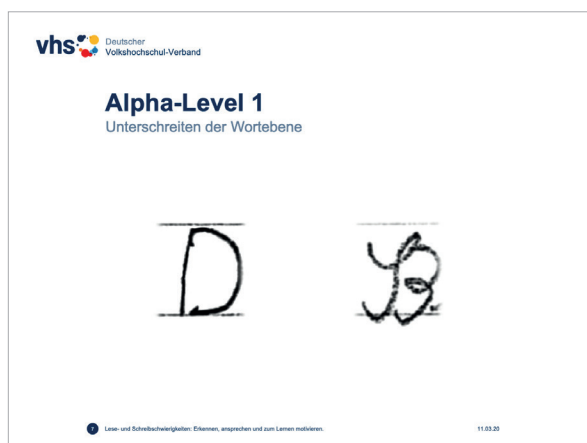 vhs
Deutscher
Volkshochschul-Verband
Alpha-Level 1
Unterschreiten der Wortebene
D B
7 Lese- und Schreibschwierigkeiten: Erkennen, ansprechen und zum Lernen motivieren. 11.03.20